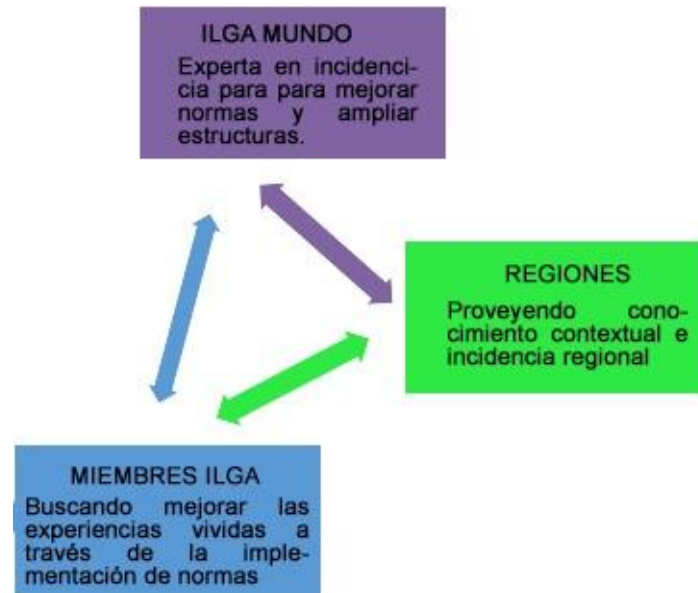 ILGA MUNDO
Experta en incidenci-
cia para para mejorar
normas y ampliar
estructuras.
REGIONES
Proveyendo cono-
cimiento contextual e
incidencia regional
MIEMBRES ILGA
Buscando mejorar las
experiencias vividas a
través de la imple-
mentación de normas